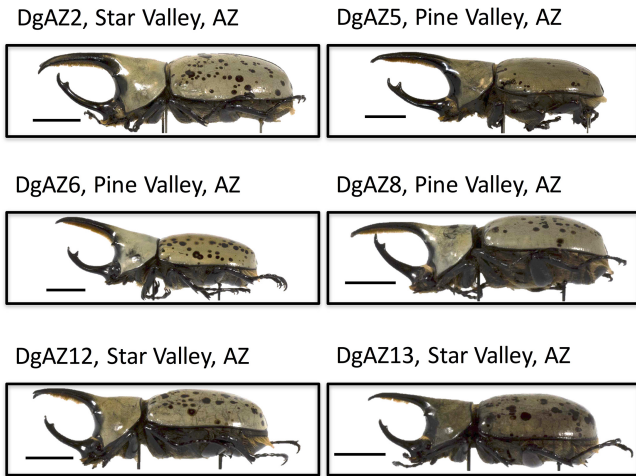 DgAZ2, Star Valley, AZ
DgAZ5, Pine Valley, AZ
DgAZ6, Pine Valley, AZ
DgAZ8, Pine Valley, AZ
DgAZ12, Star Valley, AZ
DgAZ13, Star Valley, AZ